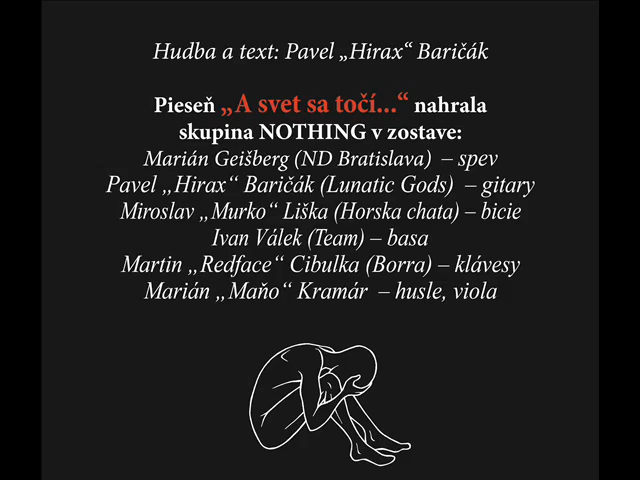 Hudba a text: Pavel „Hirax“ Baričák
Pieseň „A svet sa točí...“ nahrala
skupina NOTHING v zostave:
Marián Geišberg (ND Bratislava) – spev
Pavel „Hirax“ Baričák (Lunatic Gods) – gitary
Miroslav „Murko“ Liška (Horska chata) – bicie
Ivan Válek (Team) – basa
Martin „Redface“ Cibulka (Borra) – klávesy
Marián „Maňo“ Kramár – husle, viola